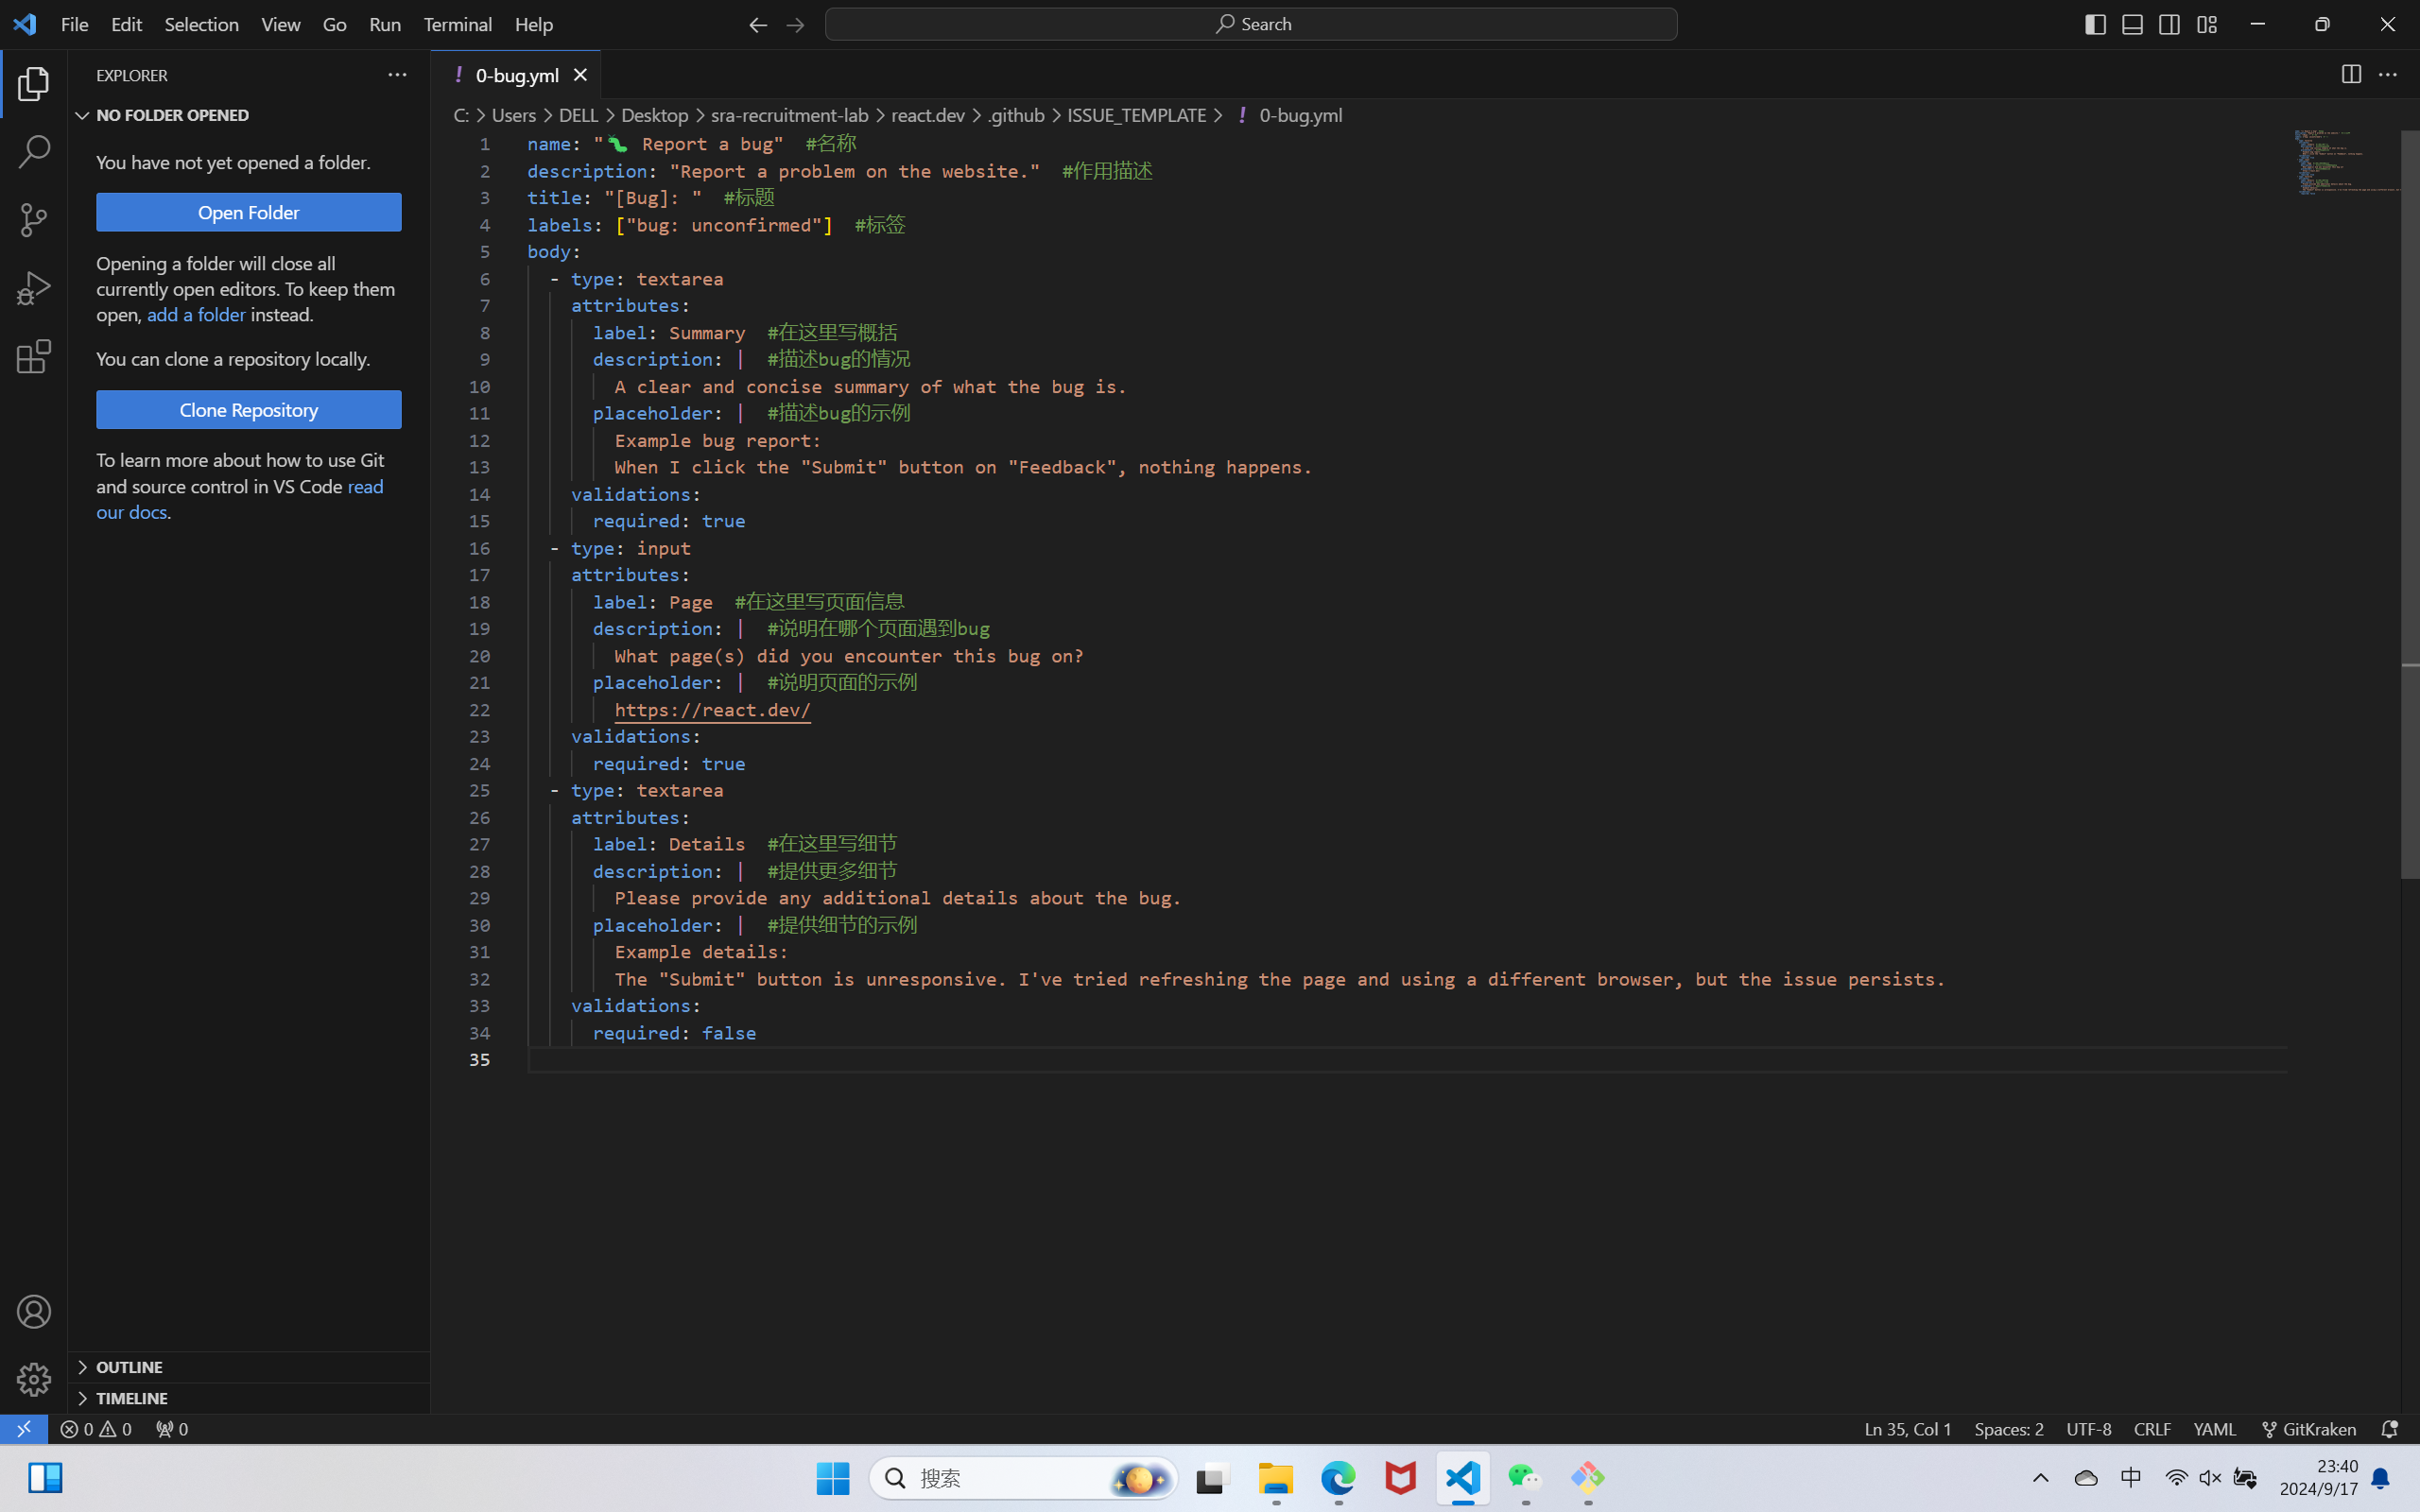 File Edit Selection View Go Run Terminal Help
Search
EXPLORER
NO FOLDER OPENED
You have not yet opened a folder.
Open Folder
Opening a folder will close all
currently open editors. To keep them
open, add a folder instead.
You can clone a repository locally.
Clone Repository
To learn more about how to use Git
and source control in VS Code read
our docs.
OUTLINE
TIMELINE
! 0-bug.yml
C: > Users > DELL > Desktop > sra-recruitment-lab > react.dev > .github > ISSUE_TEMPLATE > ! 0-bug.yml
1 name: "🐛 Report a bug"  #名称
2 description: "Report a problem on the website."  #作用描述
3 title: "[Bug]: "  #标题
4 labels: ["bug: unconfirmed"]  #标签
5 body:
6   - type: textarea
7     attributes:
8       label: Summary  #在这里写概括
9       description: |  #描述bug的情况
10         A clear and concise summary of what the bug is.
11       placeholder: |  #描述bug的示例
12         Example bug report:
13         When I click the "Submit" button on "Feedback", nothing happens.
14     validations:
15       required: true
16   - type: input
17     attributes:
18       label: Page  #在这里写页面信息
19       description: |  #说明在哪个页面遇到bug
20         What page(s) did you encounter this bug on?
21       placeholder: |  #说明页面的示例
22         https://react.dev/
23     validations:
24       required: true
25   - type: textarea
26     attributes:
27       label: Details  #在这里写细节
28       description: |  #提供更多细节
29         Please provide any additional details about the bug.
30       placeholder: |  #提供细节的示例
31         Example details:
32         The "Submit" button is unresponsive. I've tried refreshing the page and using a different browser, but the issue persists.
33     validations:
34       required: false
35
0 0 0
Ln 35, Col 1 Spaces: 2 UTF-8 CRLF YAML GitKraken
搜索
中
23:40
2024/9/17